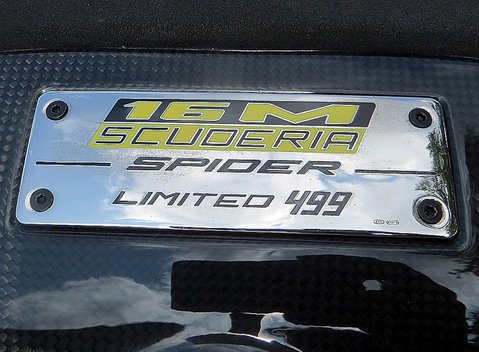 16M
SCUDERIA
SPIDER
LIMITED 499